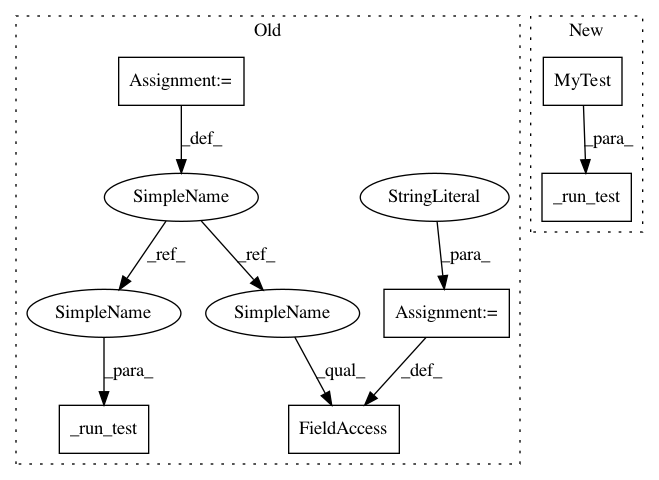 Old
New
Assignment:=
MyTest
_def_
_para_
SimpleName
StringLiteral
_run_test
_ref_
_ref_
_para_
SimpleName
SimpleName
Assignment:=
_para_
_qual_
_def_
_run_test
FieldAccess